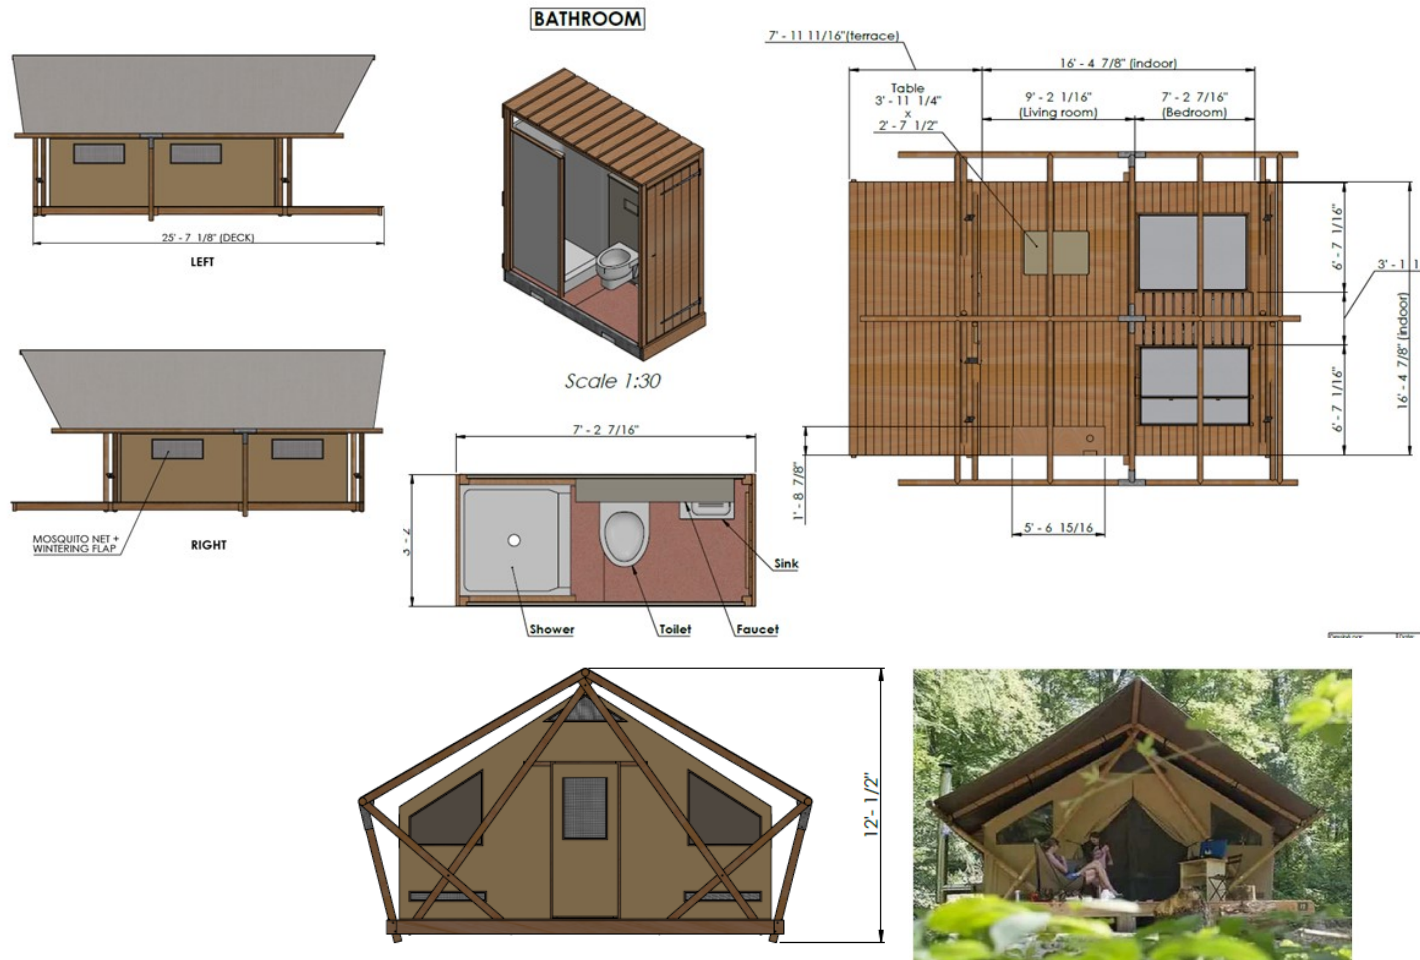 BATHROOM
7' - 11 11/16"(terrace)
16' - 4 7/8" (indoor)
Table
3' - 11 1/4"
x
2' - 7 1/2"
9' - 2 1/16"
(Living room)
7' - 2 7/16"
(Bedroom)
25' - 7 1/8" (DECK)
LEFT
6' - 7 1/16"
3' - 1 1
16' - 4 7/8" (indoor)
6' - 7 1/16"
Scale 1:30
7' - 2 7/16"
3' - 2
1' - 8 7/8"
5' - 6 15/16
MOSQUITO NET +
WINTERING FLAP
RIGHT
Sink
Shower
Toilet
Faucet
12'- 1/2"